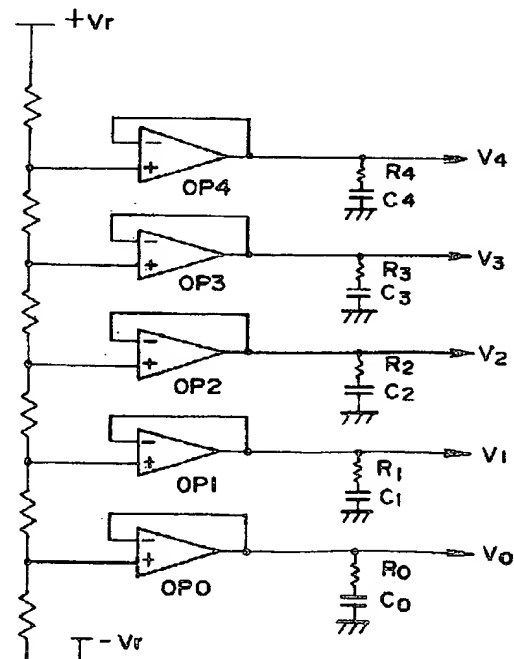 +Vr
-
+
OP4
V4
R4
C4
-
+
OP3
V3
R3
C3
-
+
OP2
V2
R2
C2
-
+
OP1
V1
R1
C1
-
+
OP0
V0
R0
C0
-Vr